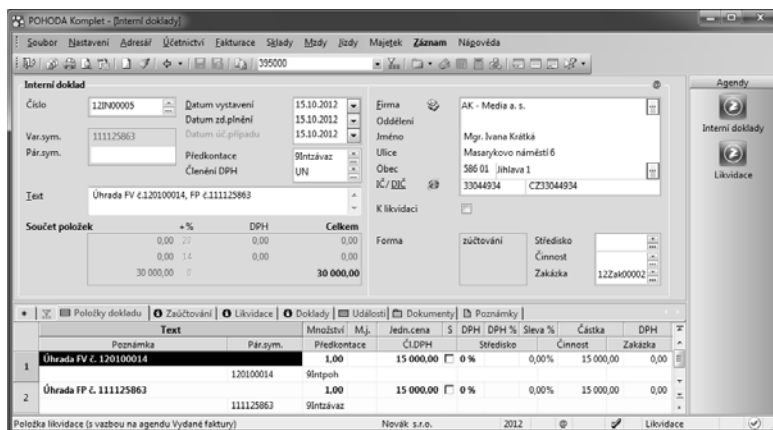 POHODA Komplet - [Interní doklady]
Soubor Nastavení Adresář Účetnictví Fakturace Sklady Mzdy Jízdy Majetek Záznam Nápověda
395000
Interní doklad @ Agendy
Číslo 12IN00005 Datum vystavení 15.10.2012 Firma AK - Media a. s.
Datum zd.plnění 15.10.2012 Oddělení
Var.sym. 111125863 Datum úč.případu 15.10.2012 Jméno Mgr. Ivana Krátká Interní doklady
Pár.sym. Předkontace 9Intzávaz Ulice Masarykovo náměstí 6
Členění DPH UN Obec 586 01 Jihlava 1
IČ/DIČ 33044934 CZ33044934 Likvidace
Text Úhrada FV č.120100014, FP č.111125863
K likvidaci
Součet položek +% DPH Celkem
0,00 20 0,00 0,00 Forma zúčtování Středisko
0,00 14 0,00 0,00 Činnost
30 000,00 0 30 000,00 Zakázka 12Zak00002
Položky dokladu Zaúčtování Likvidace Doklady Události Dokumenty Poznámky
Text Množství M.j. Jedn.cena S DPH DPH % Sleva % Částka DPH
Poznámka Pár.sym. Předkontace Čl.DPH Středisko Činnost Zakázka
1 Úhrada FV č. 120100014 1,00 15 000,00 0 % 0,00% 15 000,00 0,00
120100014 9Intpoh
2 Úhrada FP č. 111125863 1,00 15 000,00 0 % 0,00% 15 000,00 0,00
111125863 9Intzávaz
Položka likvidace (s vazbou na agendu Vydané faktury) Novák s.r.o. 2012 @ Likvidace